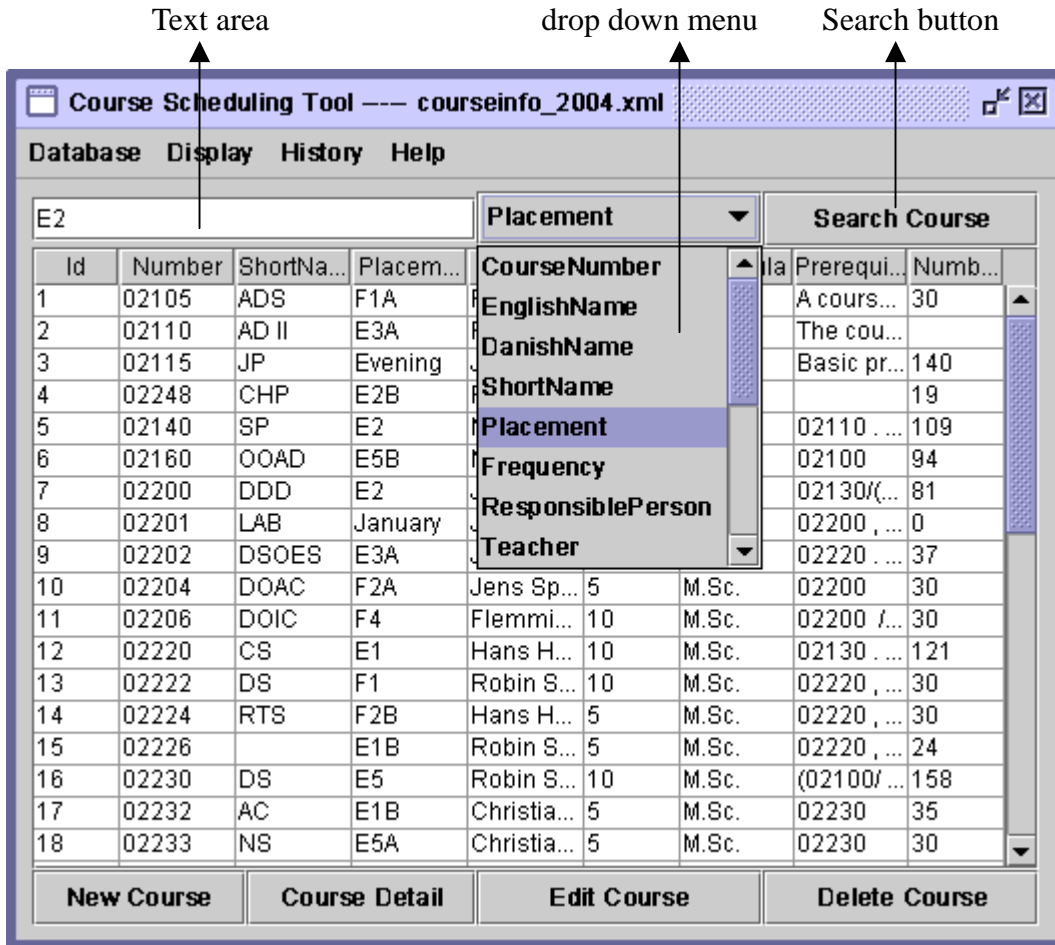 Text area drop down menu Search button
Course Scheduling Tool ---- courseinfo_2004.xml
Database Display History Help
E2 Placement Search Course
Id Number ShortNa... Placem... CourseNumber la Prerequi... Numb...
1 02105 ADS F1A A cours... 30
EnglishName
2 02110 AD II E3A The cou...
DanishName
3 02115 JP Evening Basic pr... 140
ShortName
4 02248 CHP E2B 19
5 02140 SP E2 Placement 02110 . ... 109
6 02160 OOAD E5B Frequency 02100 94
7 02200 DDD E2 02130/(... 81
ResponsiblePerson
8 02201 LAB January 02200 , ... 0
9 02202 DSOES E3A Teacher 02220 . ... 37
10 02204 DOAC F2A Jens Sp... 5 M.Sc. 02200 30
11 02206 DOIC F4 Flemmi... 10 M.Sc. 02200 /... 30
12 02220 CS E1 Hans H... 10 M.Sc. 02130 . ... 121
13 02222 DS F1 Robin S... 10 M.Sc. 02220 , ... 30
14 02224 RTS F2B Hans H... 5 M.Sc. 02220 , ... 30
15 02226 E1B Robin S... 5 M.Sc. 02220 , ... 24
16 02230 DS E5 Robin S... 10 M.Sc. (02100/ ... 158
17 02232 AC E1B Christia... 5 M.Sc. 02230 35
18 02233 NS E5A Christia... 5 M.Sc. 02230 30
New Course Course Detail Edit Course Delete Course